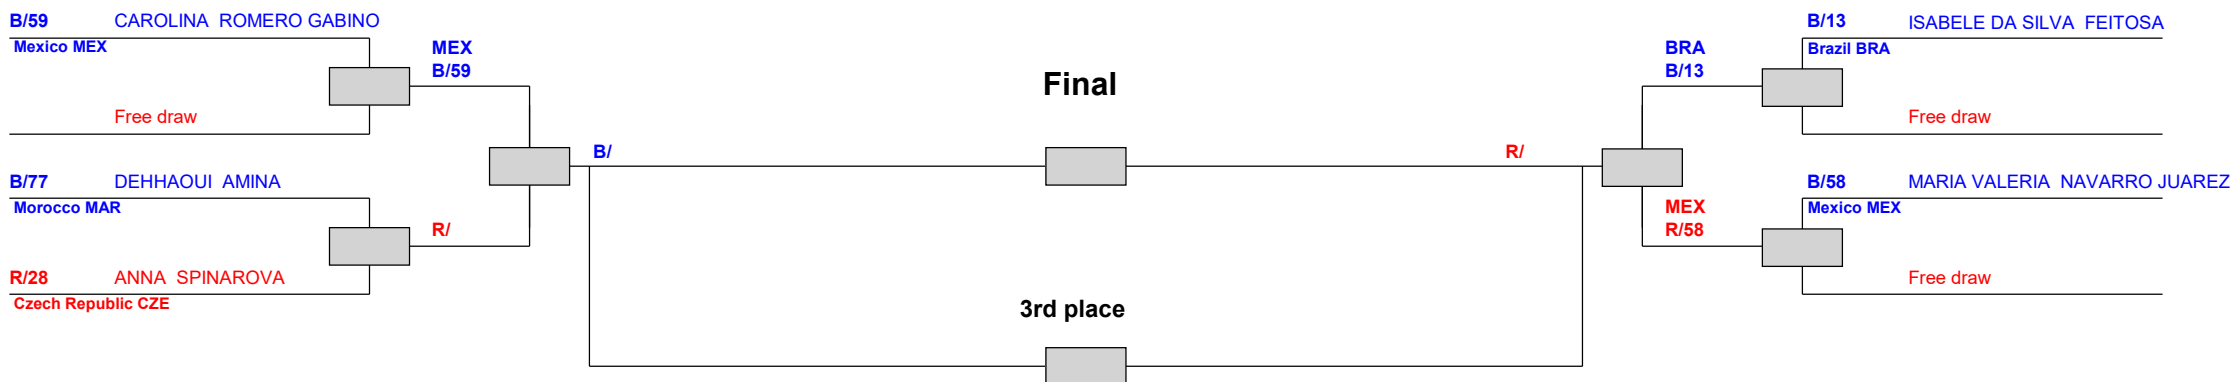 B/59 CAROLINA ROMERO GABINO
Mexico MEX
MEX
B/59
Free draw
B/77 DEHHAOUI AMINA
Morocco MAR
R/
R/28 ANNA SPINAROVA
Czech Republic CZE
B/
Final
3rd place
R/
BRA
B/13
B/13 ISABELE DA SILVA FEITOSA
Brazil BRA
Free draw
B/58 MARIA VALERIA NAVARRO JUAREZ
Mexico MEX
MEX
R/58
Free draw